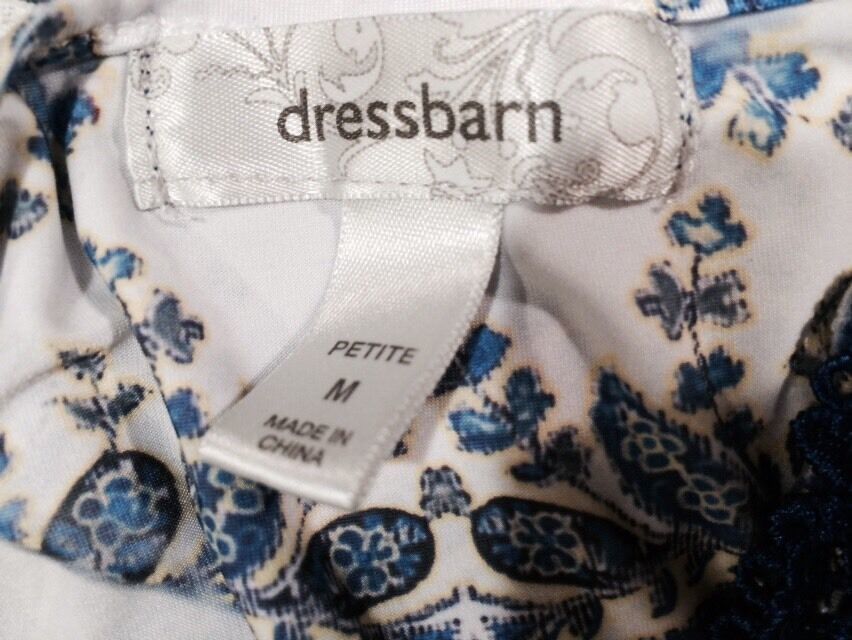 dressbarn
PETITE
M
MADE IN
CHINA